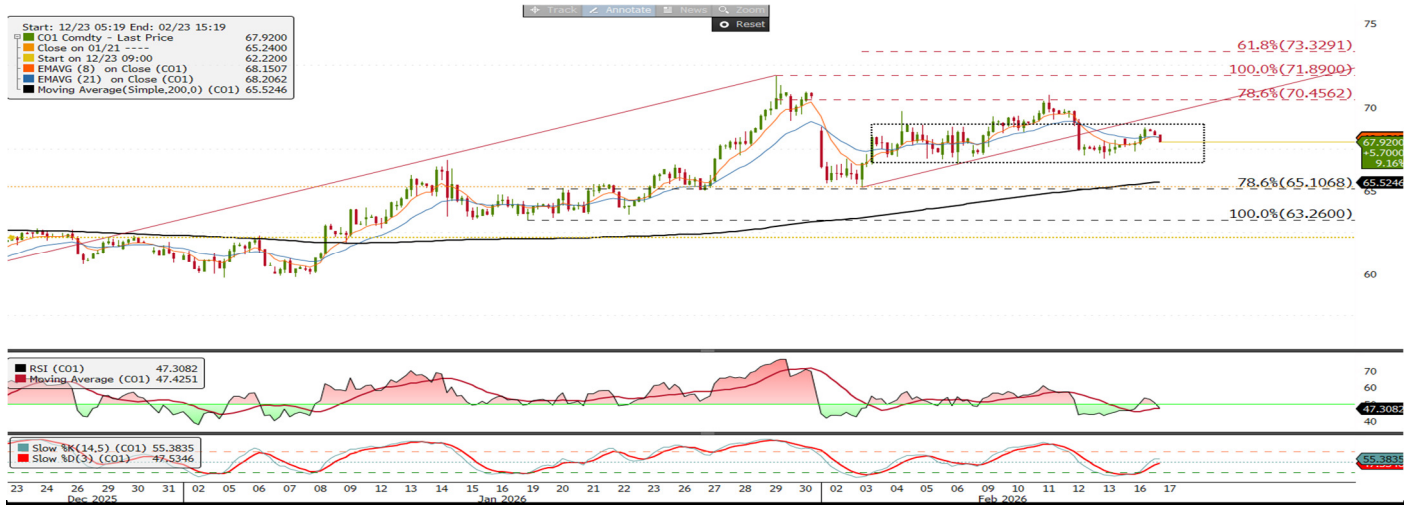 Track Annotate News Zoom
Reset
Start: 12/23 05:19 End: 02/23 15:19
CO1 Comdty - Last Price 67.9200
Close on 01/21 ---- 65.2400
Start on 12/23 09:00 62.2200
EMAVG (8) on Close (CO1) 68.1507
EMAVG (21) on Close (CO1) 68.2062
Moving Average(Simple,200,0) (CO1) 65.5246
75
61.8%(73.3291)
100.0%(71.8900)
78.6%(70.4562)
70
67.9200
+5.7000
9.16%
65.5246
78.6%(65.1068)
65
100.0%(63.2600)
60
RSI (CO1) 47.3082
Moving Average (CO1) 47.4251
70
60
47.3082
40
Slow %K(14,5) (CO1) 55.3835
Slow %D(3) (CO1) 47.5346
55.3835
23 24 26 29 30 31 02 05 06 07 08 09 12 13 14 15 16 19 20 21 22 23 26 27 28 29 30 02 03 04 05 06 09 10 11 12 13 16 17
Dec 2025 Jan 2026 Feb 2026